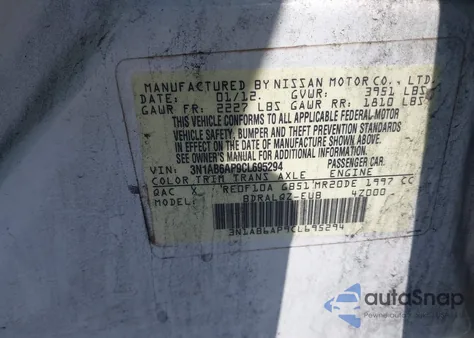 MANUFACTURED BY NISSAN MOTOR CO., LTD.
DATE: 01/12 GVWR: 3951 LBS
GAWR FR: 2227 LBS GAWR RR: 1810 LBS
THIS VEHICLE CONFORMS TO ALL APPLICABLE FEDERAL MOTOR
VEHICLE SAFETY, BUMPER AND THEFT PREVENTION STANDARDS
IN EFFECT ON THE DATE OF MANUFACTURE SHOWN ABOVE.
SEE OWNER'S MANUAL FOR ADDITIONAL INFORMATION.
VIN: 3N1AB6AP9CL695294 PASSENGER CAR.
COLOR TRIM TRANS AXLE ENGINE
QAC X RE0F10A GB51 MR20DE 1997 CC
MODEL: BDRALQZ-EUB 4Z000
3N1AB6AP9CL695294
autoSnap